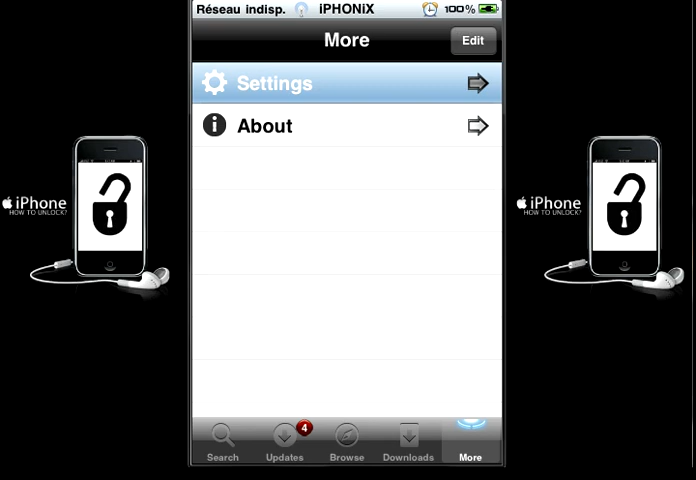 Réseau indisp. iPHONiX 100%
More Edit
Settings
About
iPhone
HOW TO UNLOCK?
iPhone
HOW TO UNLOCK?
4
Search Updates Browse Downloads More